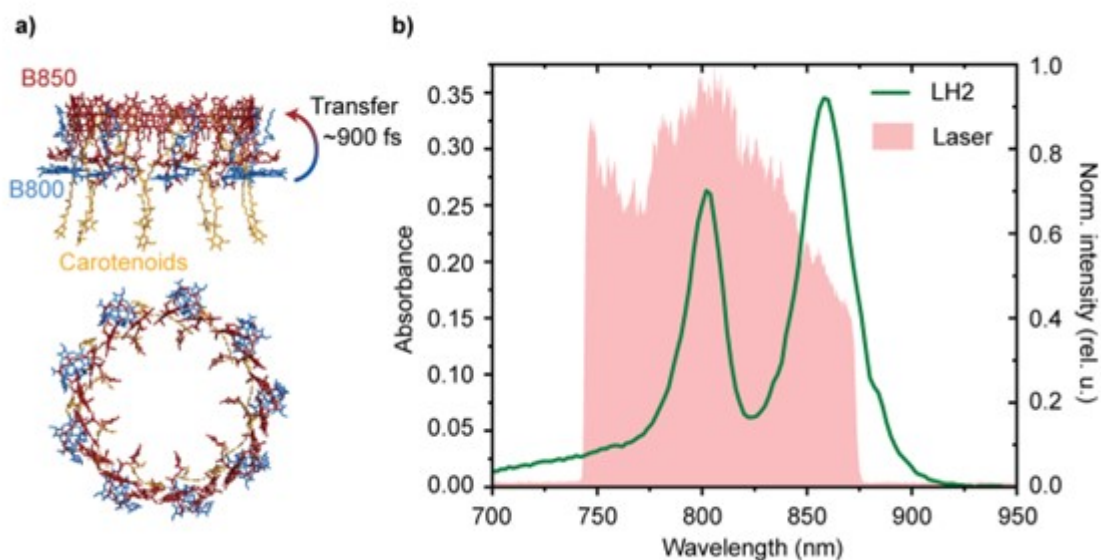 a)
B850
Transfer
~900 fs
B800
Carotenoids
b)
LH2
Laser
Absorbance
0.35
0.30
0.25
0.20
0.15
0.10
0.05
0.00
Norm. intensity (rel. u.)
1.0
0.8
0.6
0.4
0.2
0.0
700
750
800
850
900
950
Wavelength (nm)